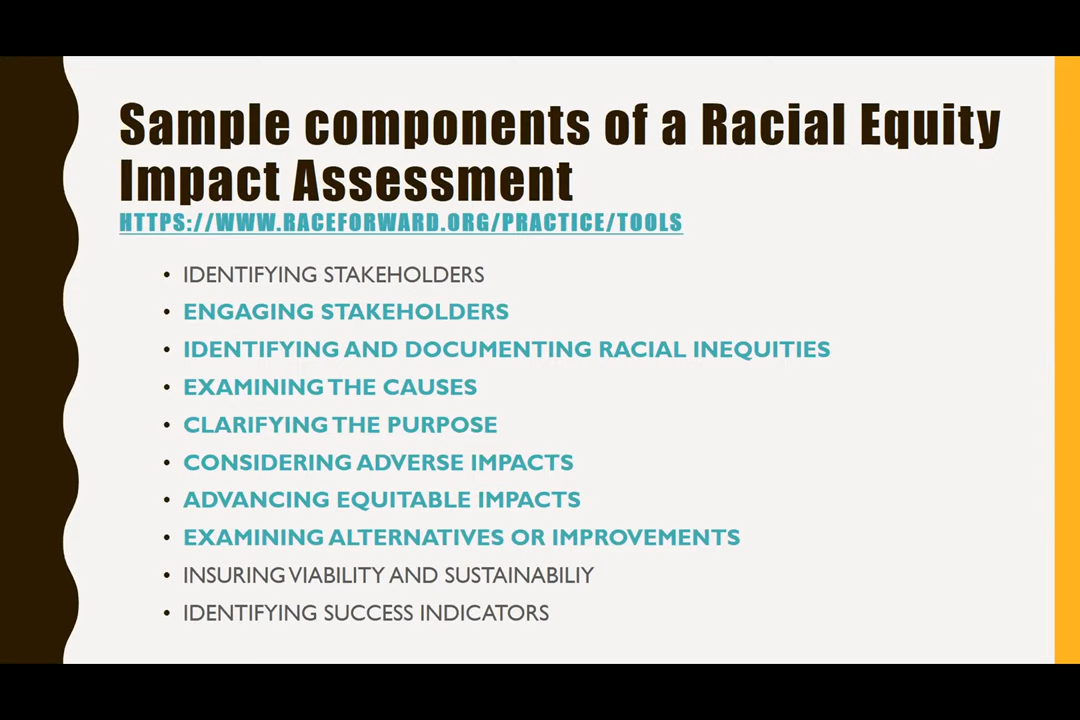 Sample components of a Racial Equity
Impact Assessment
HTTPS://WWW.RACEFORWARD.ORG/PRACTICE/TOOLS
• IDENTIFYING STAKEHOLDERS
• ENGAGING STAKEHOLDERS
• IDENTIFYING AND DOCUMENTING RACIAL INEQUITIES
• EXAMINING THE CAUSES
• CLARIFYING THE PURPOSE
• CONSIDERING ADVERSE IMPACTS
• ADVANCING EQUITABLE IMPACTS
• EXAMINING ALTERNATIVES OR IMPROVEMENTS
• INSURING VIABILITY AND SUSTAINABILIY
• IDENTIFYING SUCCESS INDICATORS